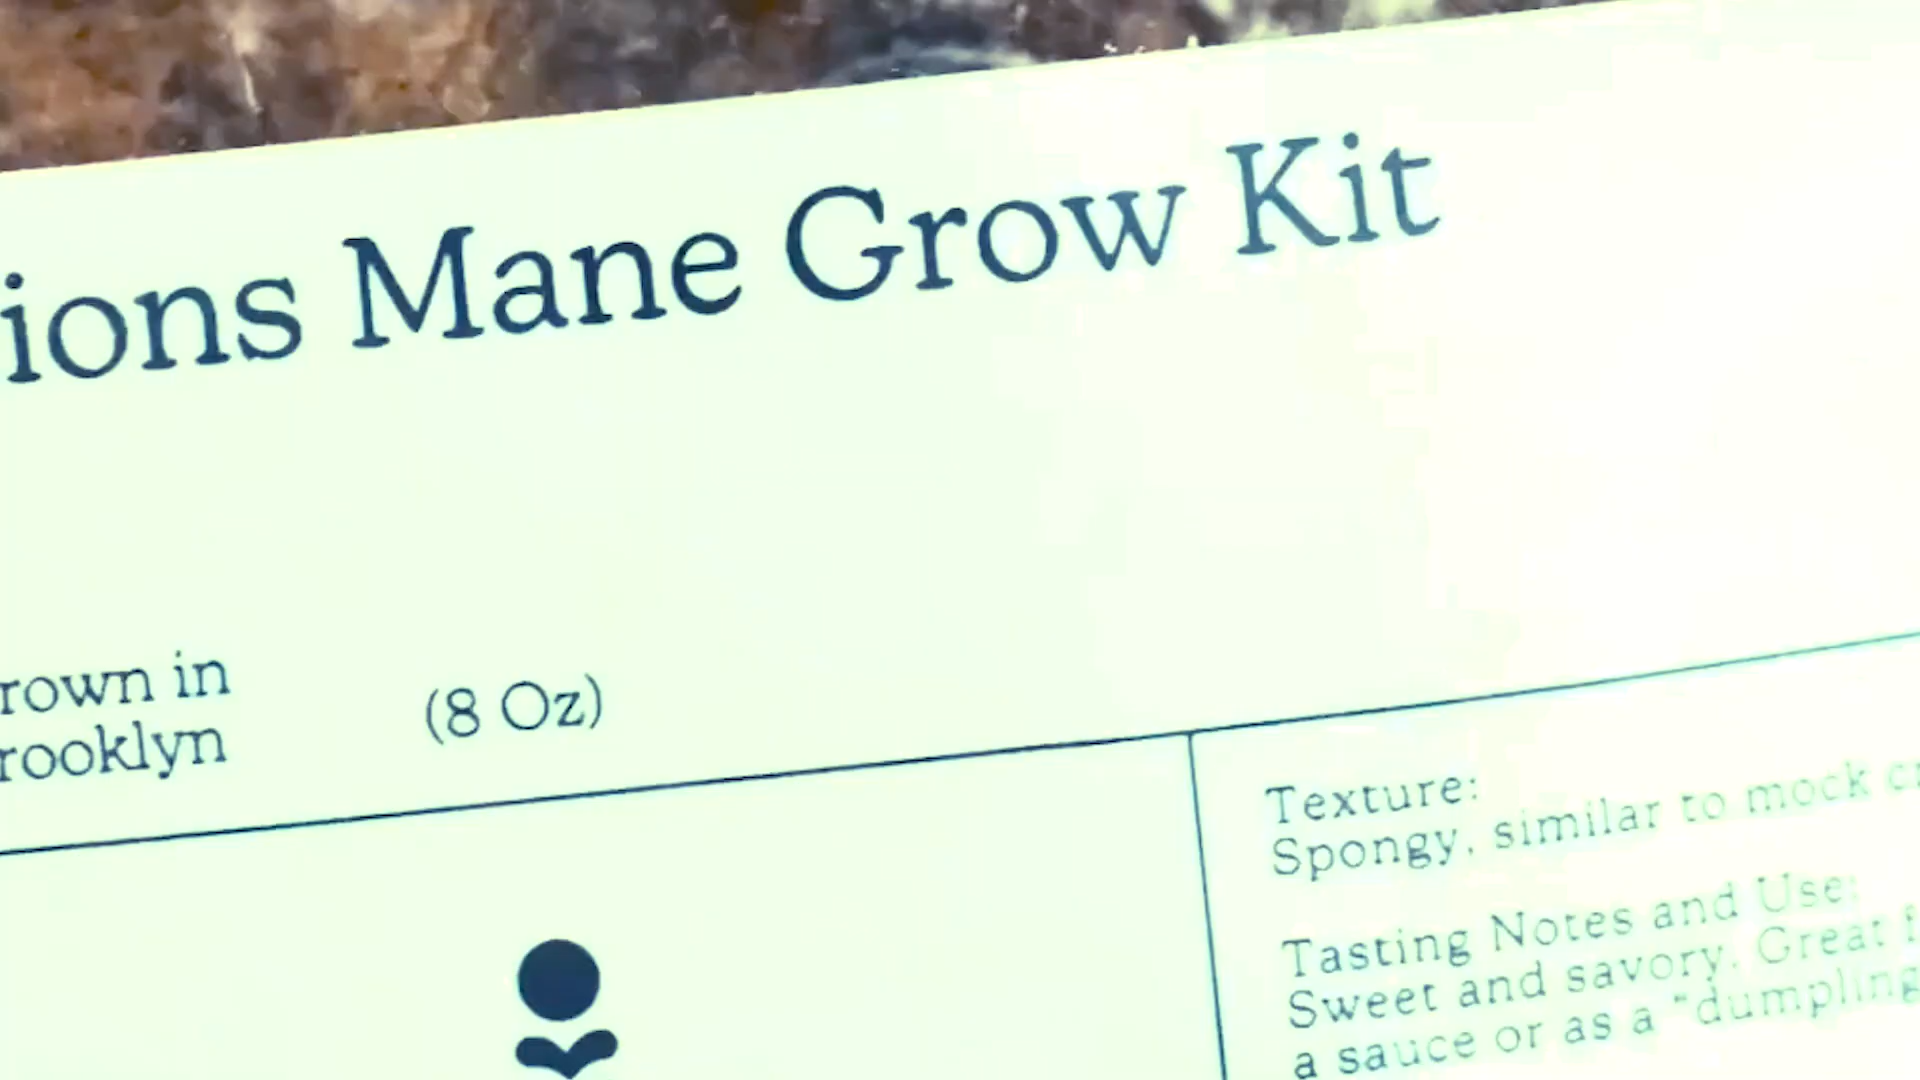 ions Mane Grow Kit
rown in
rooklyn
(8 Oz)
Texture:
Spongy, similar to mock
Tasting Notes and Use:
Sweet and savory. Great
a sauce or as a "dumpling